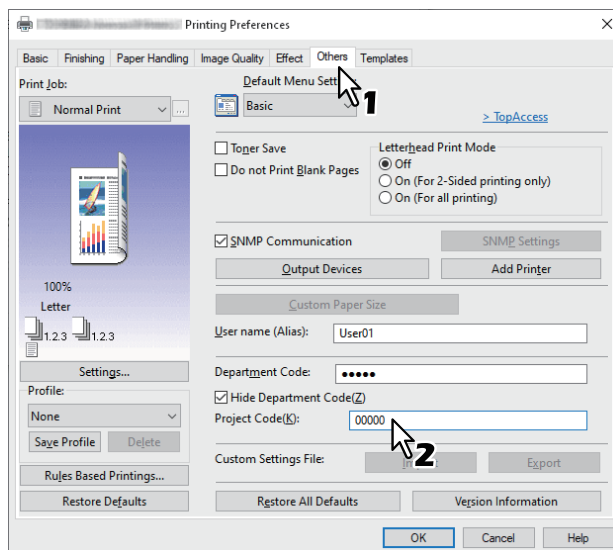 Printing Preferences
Basic Finishing Paper Handling Image Quality Effect Others Templates
Print Job:
Normal Print
...
Default Menu
Basic
1
> TopAccess
Toner Save
Do not Print Blank Pages
Letterhead Print Mode
Off
On (For 2-Sided printing only)
On (For all printing)
SNMP Communication
SNMP Settings
Output Devices
Add Printer
100%
Letter
1.2.3 1.2.3
Custom Paper Size
User name (Alias): User01
Settings...
Department Code: •••••
Hide Department Code(Z)
Project Code(K): 00000
2
Profile:
None
Save Profile Delete
Custom Settings File:
Export
Rules Based Printings...
Restore Defaults
Restore All Defaults
Version Information
OK Cancel Help